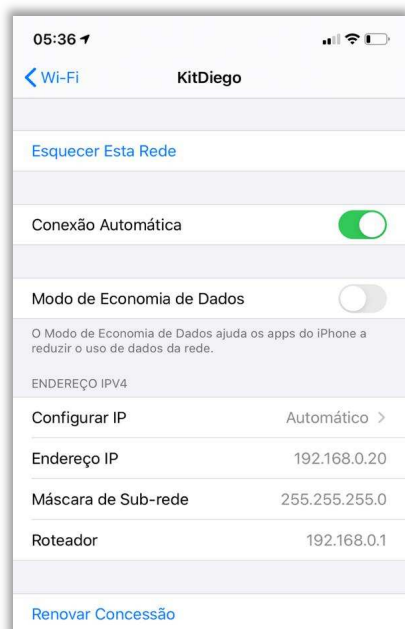 05:36
Wi-Fi
KitDiego
Esquecer Esta Rede
Conexão Automática
Modo de Economia de Dados
O Modo de Economia de Dados ajuda os apps do iPhone a
reduzir o uso de dados da rede.
ENDEREÇO IPV4
Configurar IP Automático
Endereço IP 192.168.0.20
Máscara de Sub-rede 255.255.255.0
Roteador 192.168.0.1
Renovar Concessão